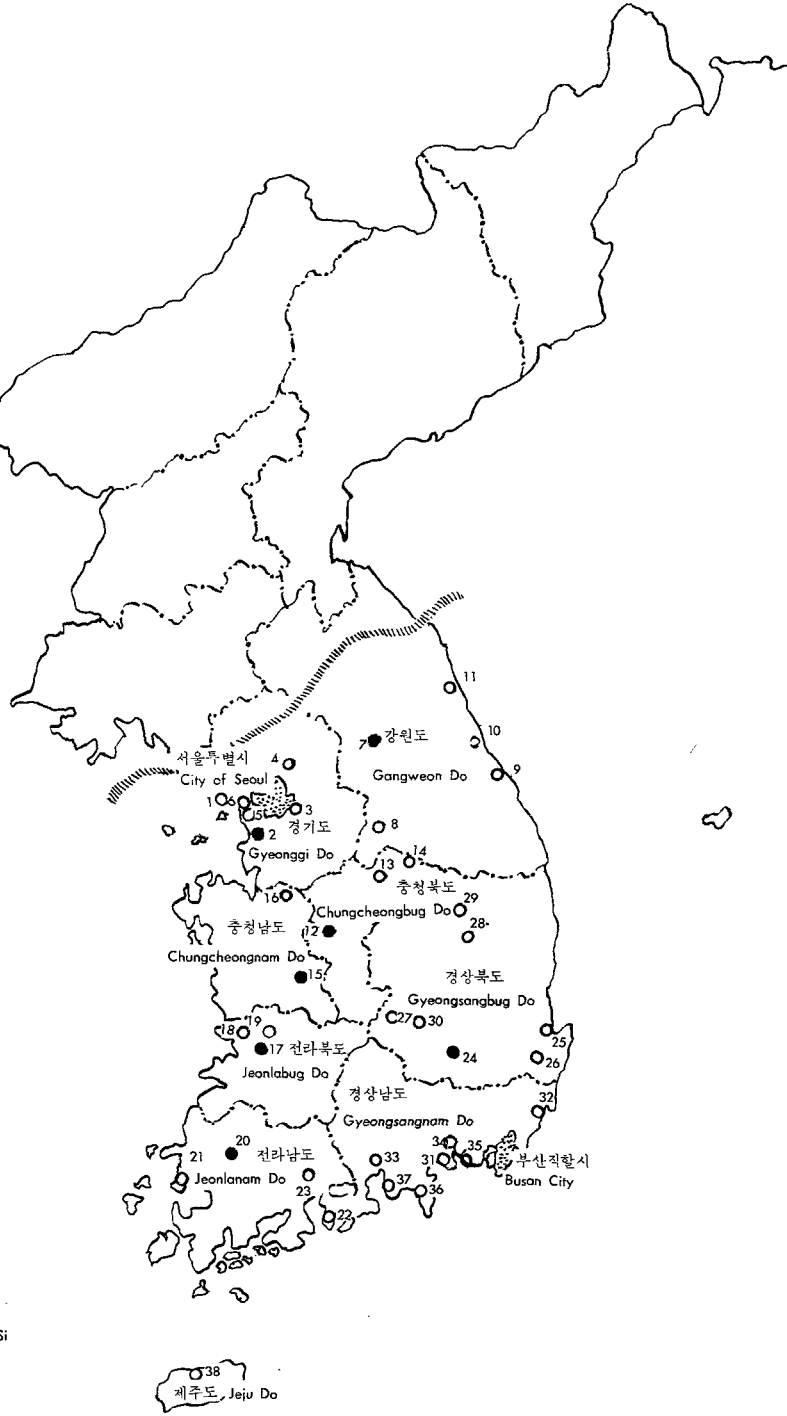 11
10
7 강원도
9
서울특별시
4
City of Seoul
Gangweon Do
1 6
5
3
2 경기도
8
Gyeonggi Do
14
13
충청북도
16
29
Chungcheongbug Do
충청남도
12
28
Chungcheongnam Do
15
경상북도
Gyeongsangbug Do
27 30
18 19
17 전라북도
25
24
26
Jeonlabug Do
경상남도
32
Gyeongsangnam Do
34
20
전라남도
33
31
35
부산직할시
21
Jeonlanam Do
23
37
36
Busan City
22
Si
38
제주도 Jeju Do